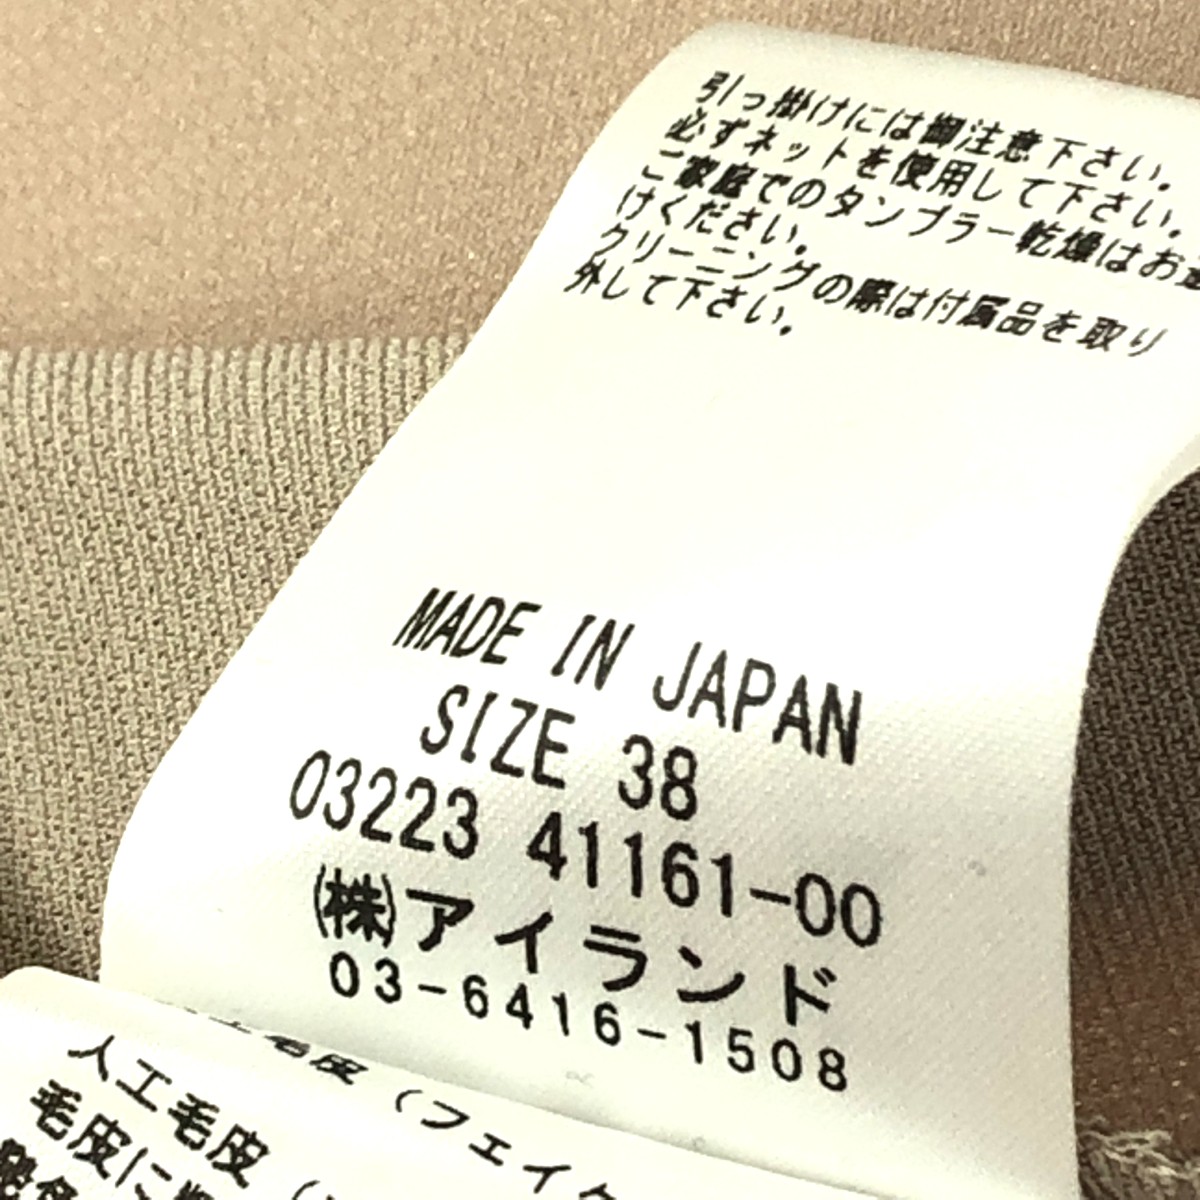 引っ掛けには御注意下さい.
必ずネットを使用して下さい.
ご家庭でのタンブラー乾燥はお避
けください.
クリーニングの際は付属品を取り
外して下さい.
MADE IN JAPAN
SIZE 38
03223 41161-00
(株)アイランド
03-6416-1508
毛皮 (フェイク
人工毛皮 (
毛皮に